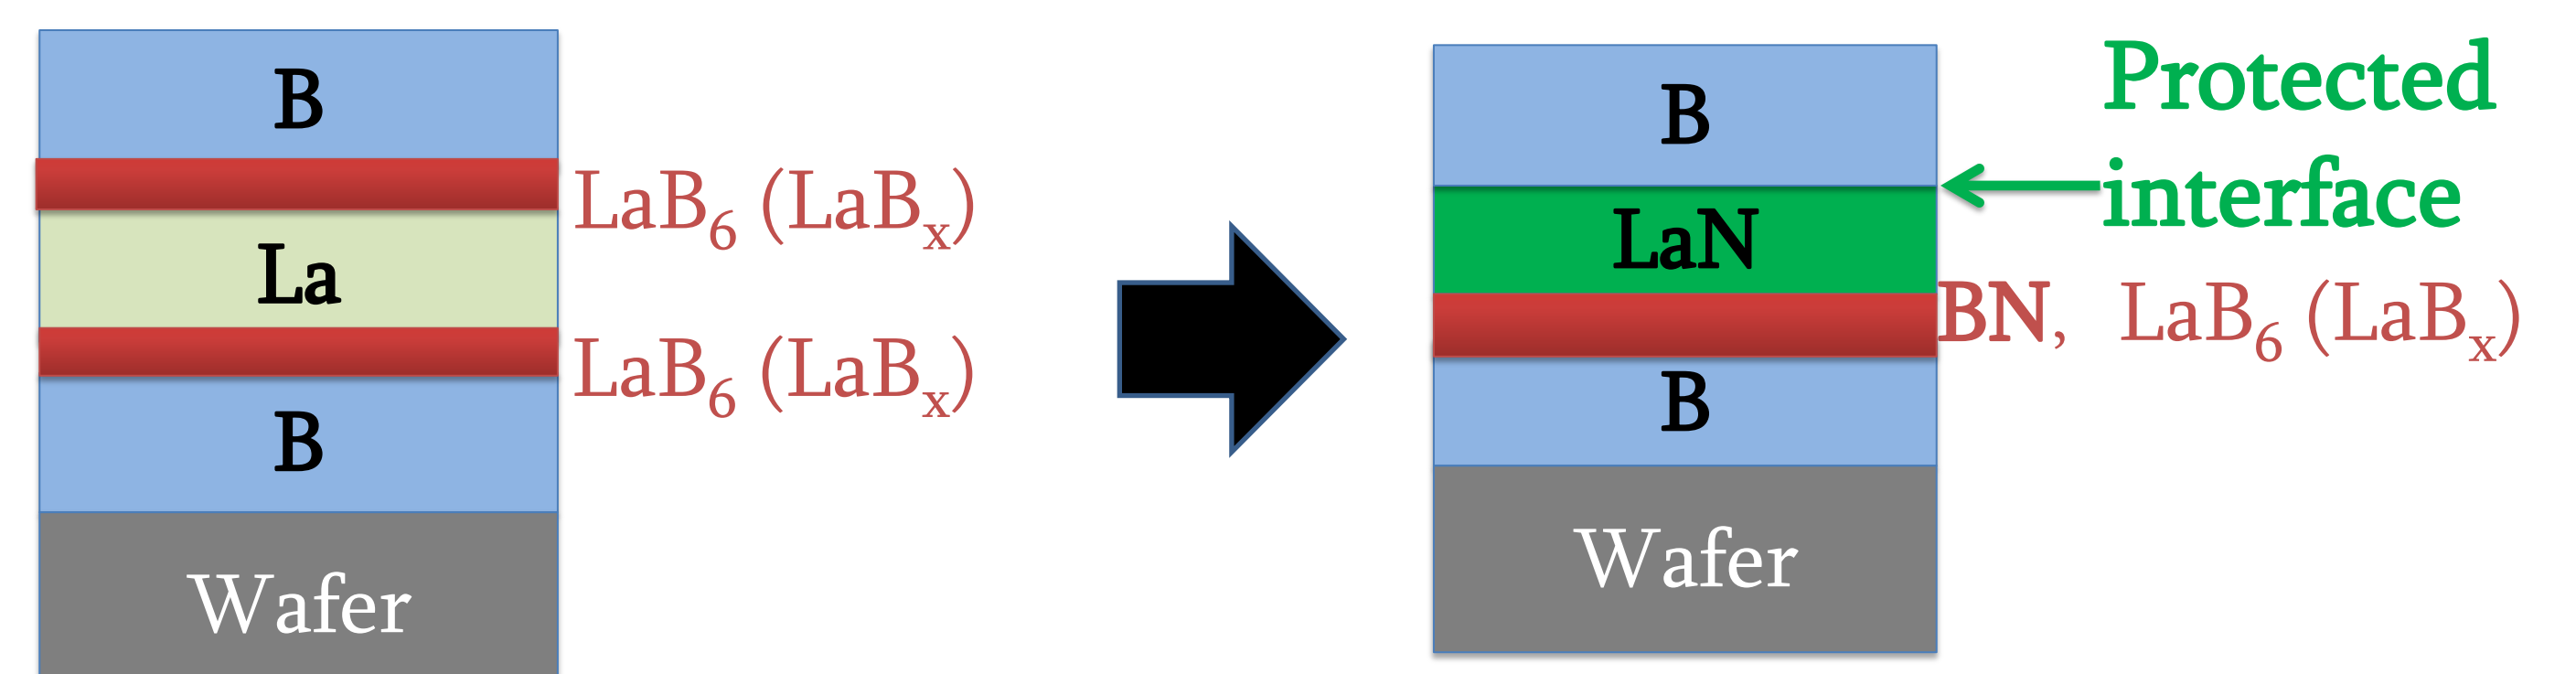 B
LaB₆ (LaBₓ)
La
LaB₆ (LaBₓ)
B
Wafer
B
Protected
interface
LaN
BN, LaB₆ (LaBₓ)
B
Wafer